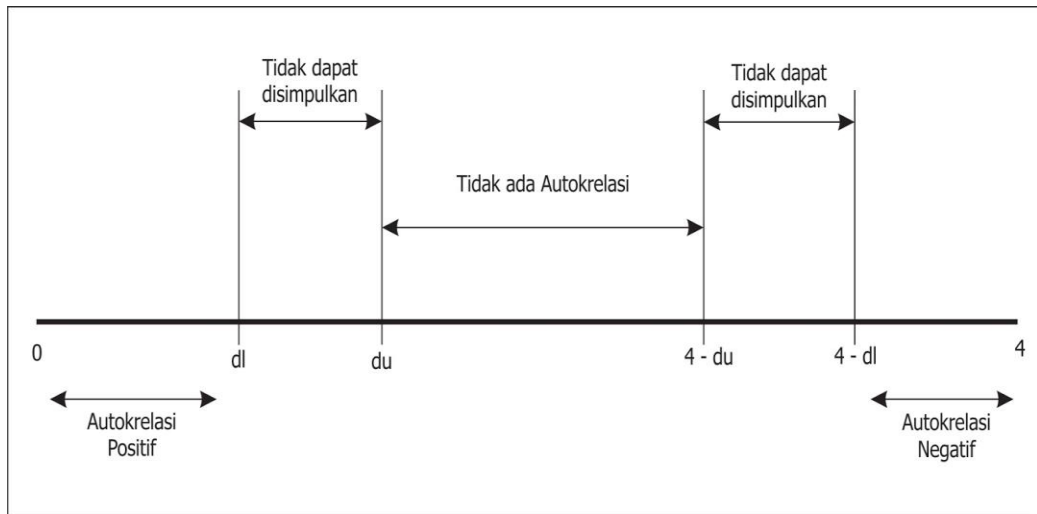 Tidak dapat
disimpulkan
Tidak dapat
disimpulkan
Tidak ada Autokrelasi
0
dl
du
4 - du
4 - dl
4
Autokrelasi
Positif
Autokrelasi
Negatif